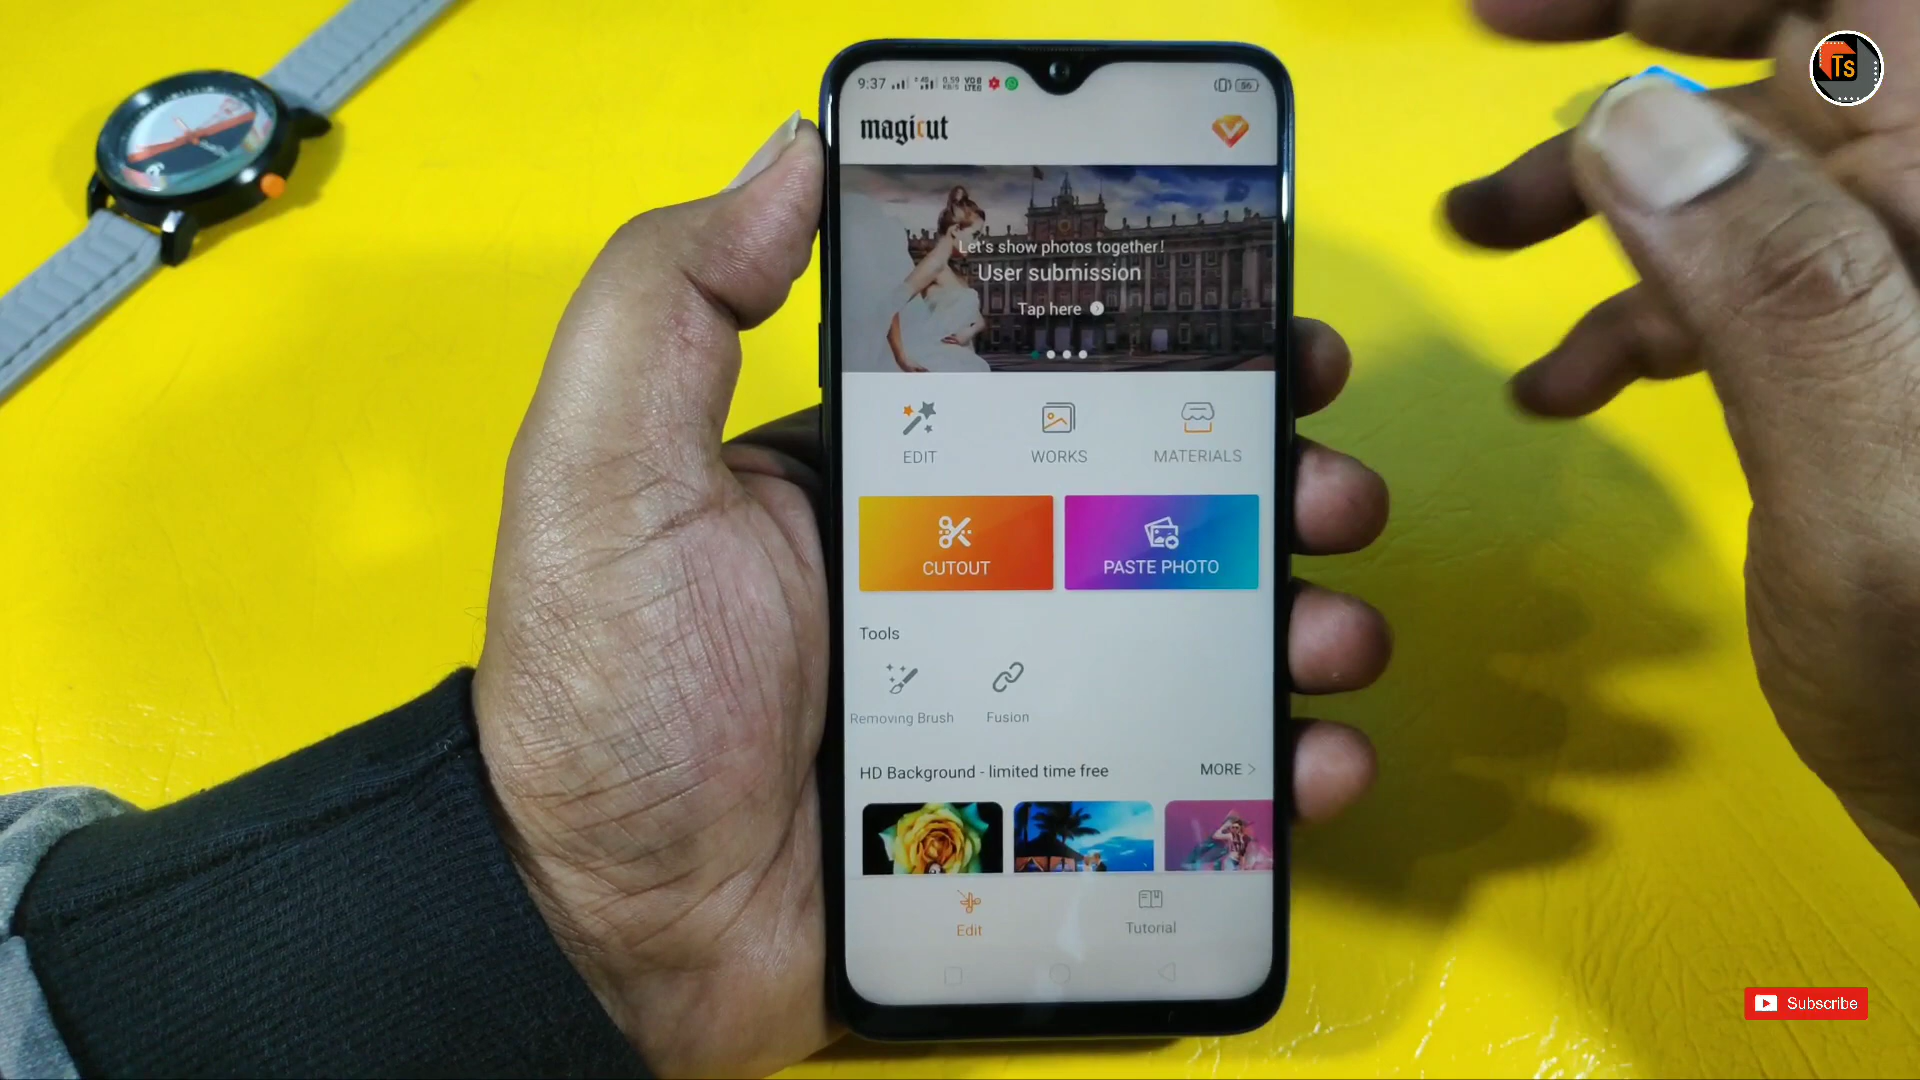 Ts
9:37
56
magicut
Let's show photos together!
User submission
Tap here
EDIT
WORKS
MATERIALS
CUTOUT
PASTE PHOTO
Tools
Removing Brush
Fusion
HD Background - limited time free
MORE
Edit
Tutorial
Subscribe